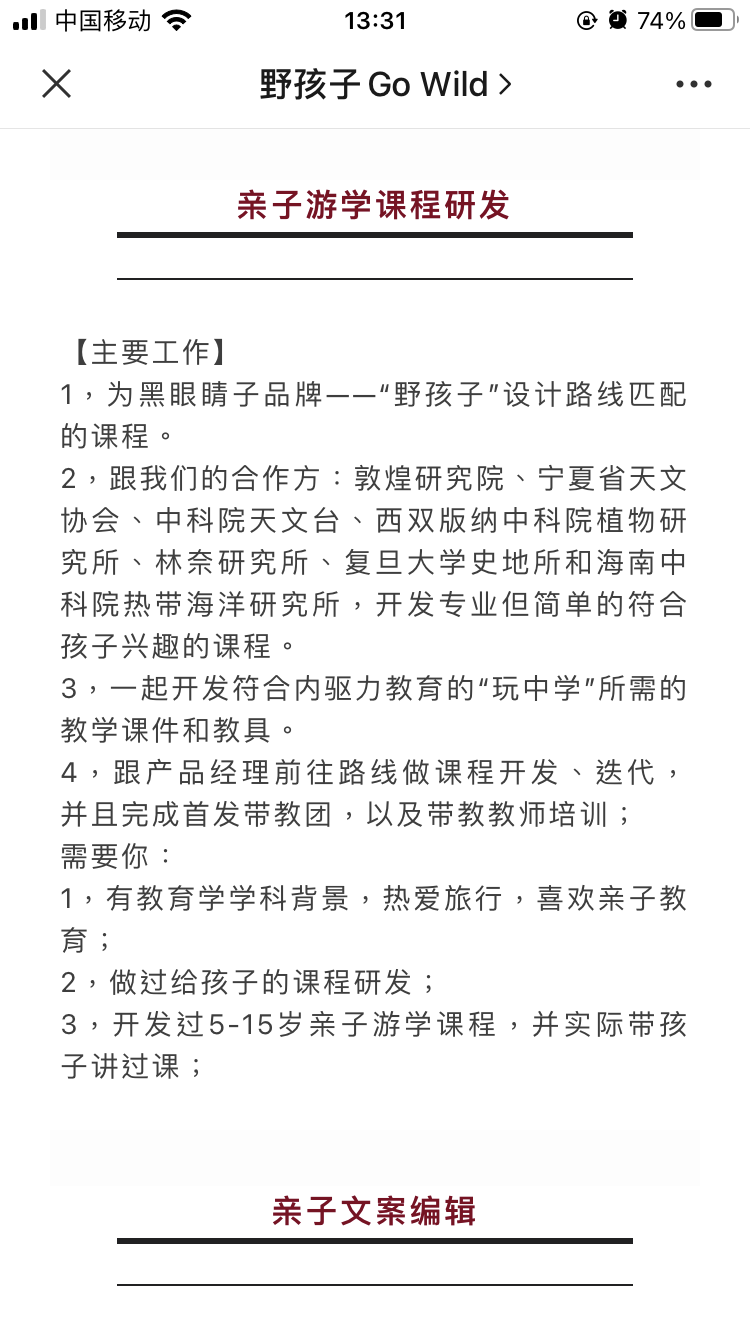 中国移动 13:31 74%
野孩子 Go Wild
亲子游学课程研发
【主要工作】
1，为黑眼睛子品牌——“野孩子”设计路线匹配
的课程。
2，跟我们的合作方：敦煌研究院、宁夏省天文
协会、中科院天文台、西双版纳中科院植物研
究所、林奈研究所、复旦大学史地所和海南中
科院热带海洋研究所，开发专业但简单的符合
孩子兴趣的课程。
3，一起开发符合内驱力教育的“玩中学”所需的
教学课件和教具。
4，跟产品经理前往路线做课程开发、迭代，
并且完成首发带教团，以及带教教师培训；
需要你：
1，有教育学学科背景，热爱旅行，喜欢亲子教
育；
2，做过给孩子的课程研发；
3，开发过5-15岁亲子游学课程，并实际带孩
子讲过课；
亲子文案编辑